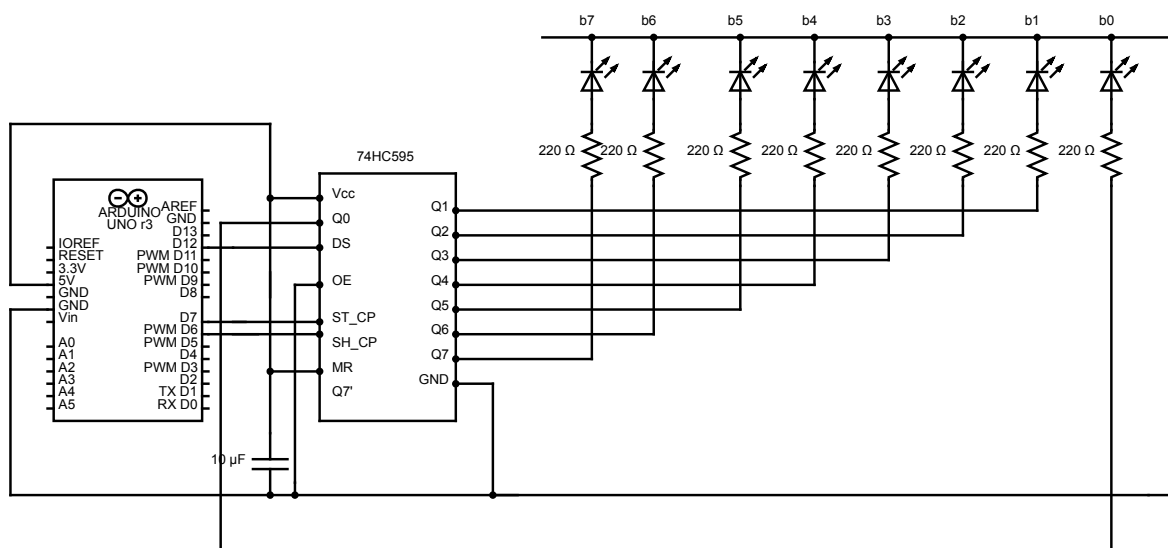 b7 b6 b5 b4 b3 b2 b1 b0
220 Ω 220 Ω 220 Ω 220 Ω 220 Ω 220 Ω 220 Ω 220 Ω
74HC595
Vcc
Q0
DS
OE
ST_CP
SH_CP
MR
Q7'
Q1
Q2
Q3
Q4
Q5
Q6
Q7
GND
ARDUINO
UNO r3
IOREF
RESET
3.3V
5V
GND
GND
Vin
A0
A1
A2
A3
A4
A5
AREF
GND
D13
D12
PWM D11
PWM D10
PWM D9
D8
D7
PWM D6
PWM D5
D4
PWM D3
D2
TX D1
RX D0
10 µF